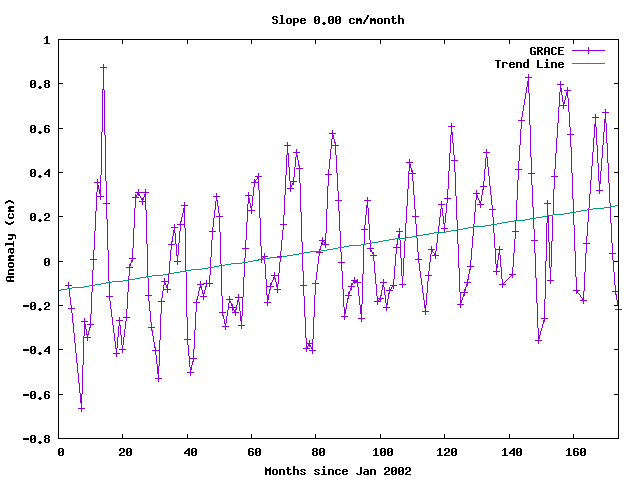 Slope 0.00 cm/month
1
GRACE
Trend Line
0.8
0.6
0.4
0.2
0
-0.2
-0.4
-0.6
-0.8
Anomaly (cm)
0 20 40 60 80 100 120 140 160
Months since Jan 2002